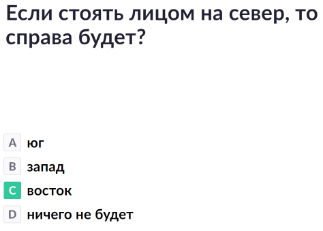 Если стоять лицом на север, то
справа будет?
A юг
B запад
C восток
D ничего не будет